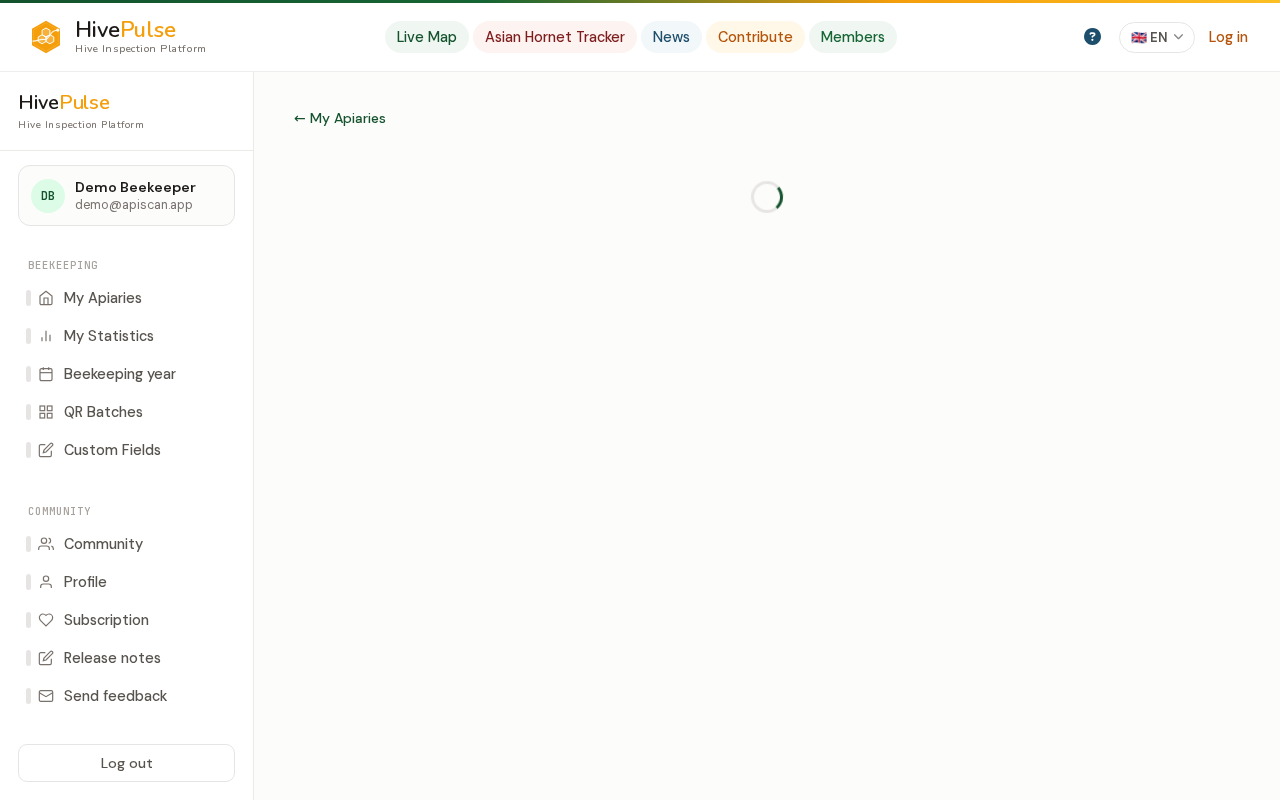 HivePulse
Hive Inspection Platform
Live Map
Asian Hornet Tracker
News
Contribute
Members
?
EN
Log in
HivePulse
Hive Inspection Platform
DB
Demo Beekeeper
demo@apiscan.app
BEEKEEPING
My Apiaries
My Statistics
Beekeeping year
QR Batches
Custom Fields
COMMUNITY
Community
Profile
Subscription
Release notes
Send feedback
Log out
← My Apiaries